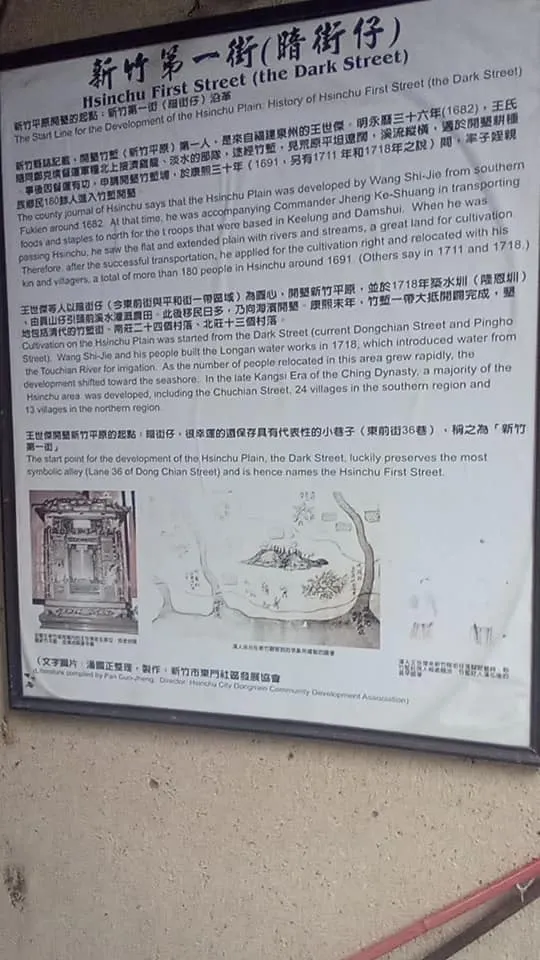 新竹第一街(暗街仔)
Hsinchu First Street (the Dark Street)
新竹平原開墾的起點：新竹第一街（暗街仔）沿革
The Start Line for the Development of the Hsinchu Plain: History of Hsinchu First Street (the Dark Street)
新竹縣誌記載，開墾竹塹（新竹平原）第一人，是來自福建泉州的王世傑。明永曆三十六年(1682)，王氏
隨同鄭克塽督運軍糧北上接濟雞籠、淡水的部隊，途經竹塹，見荒原平坦遼闊，溪流縱橫，適於開墾耕種
。事後因督運有功，申請開墾竹塹埔，於康熙三十年（1691，另有1711年和1718年之說）間，率子姪親
族鄉民180餘人進入竹塹開墾。
The county journal of Hsinchu says that the Hsinchu Plain was developed by Wang Shi-Jie from southern
Fukien around 1682. At that time, he was accompanying Commander Jheng Ke-Shuang in transporting
foods and staples to north for the t roops that were based in Keelung and Damshui. When he was
passing Hsinchu, he saw the flat and extended plain with rivers and streams, a great land for cultivation.
Therefore, after the successful transportation, he applied for the cultivation right and relocated with his
kin and villagers, a total of more than 180 people in Hsinchu around 1691. (Others say in 1711 and 1718.)
王世傑等人以暗街仔（今東前街與平和街一帶區域）為圓心，開墾新竹平原，並於1718年築水圳（隆恩圳）
，由員山仔引頭前溪水灌溉農田。此後移民日多，乃向海濱開墾。康熙末年，竹塹一帶大抵開闢完成，墾
地包括清代的竹塹街、南莊二十四個村落、北莊十三個村落。
Cultivation on the Hsinchu Plain was started from the Dark Street (current Dongchian Street and Pingho
Street). Wang Shi-Jie and his people built the Longan water works in 1718, which introduced water from
the Touchian River for irrigation. As the number of people relocated in this area grew rapidly, the
development shifted toward the seashore. In the late Kangsi Era of the Ching Dynasty, a majority of the
Hsinchu area was developed, including the Chuchian Street, 24 villages in the southern region and
13 villages in the northern region.
王世傑開墾新竹平原的起點：暗街仔，很幸運的還保存具有代表性的小巷子（東前街36巷），稱之為「新竹
第一街」
The start point for the development of the Hsinchu Plain, the Dark Street, luckily preserves the most
symbolic alley (Lane 36 of Dong Chian Street) and is hence names the Hsinchu First Street.
（文字圖片：潘國正整理，製作：新竹市東門社區發展協會
(Literature compiled by Pan Guo-Jheng. Director: Hsinchu City Dongmen Community Development Association)